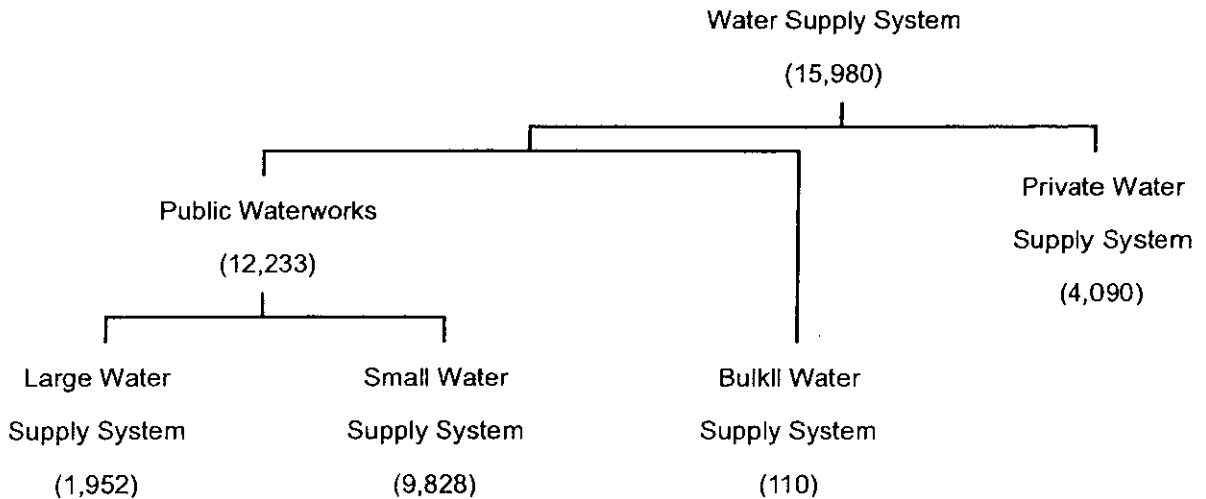 Water Supply System
(15,980)
Public Waterworks
(12,233)
Private Water
Supply System
(4,090)
Large Water
Supply System
(1,952)
Small Water
Supply System
(9,828)
Bulkll Water
Supply System
(110)